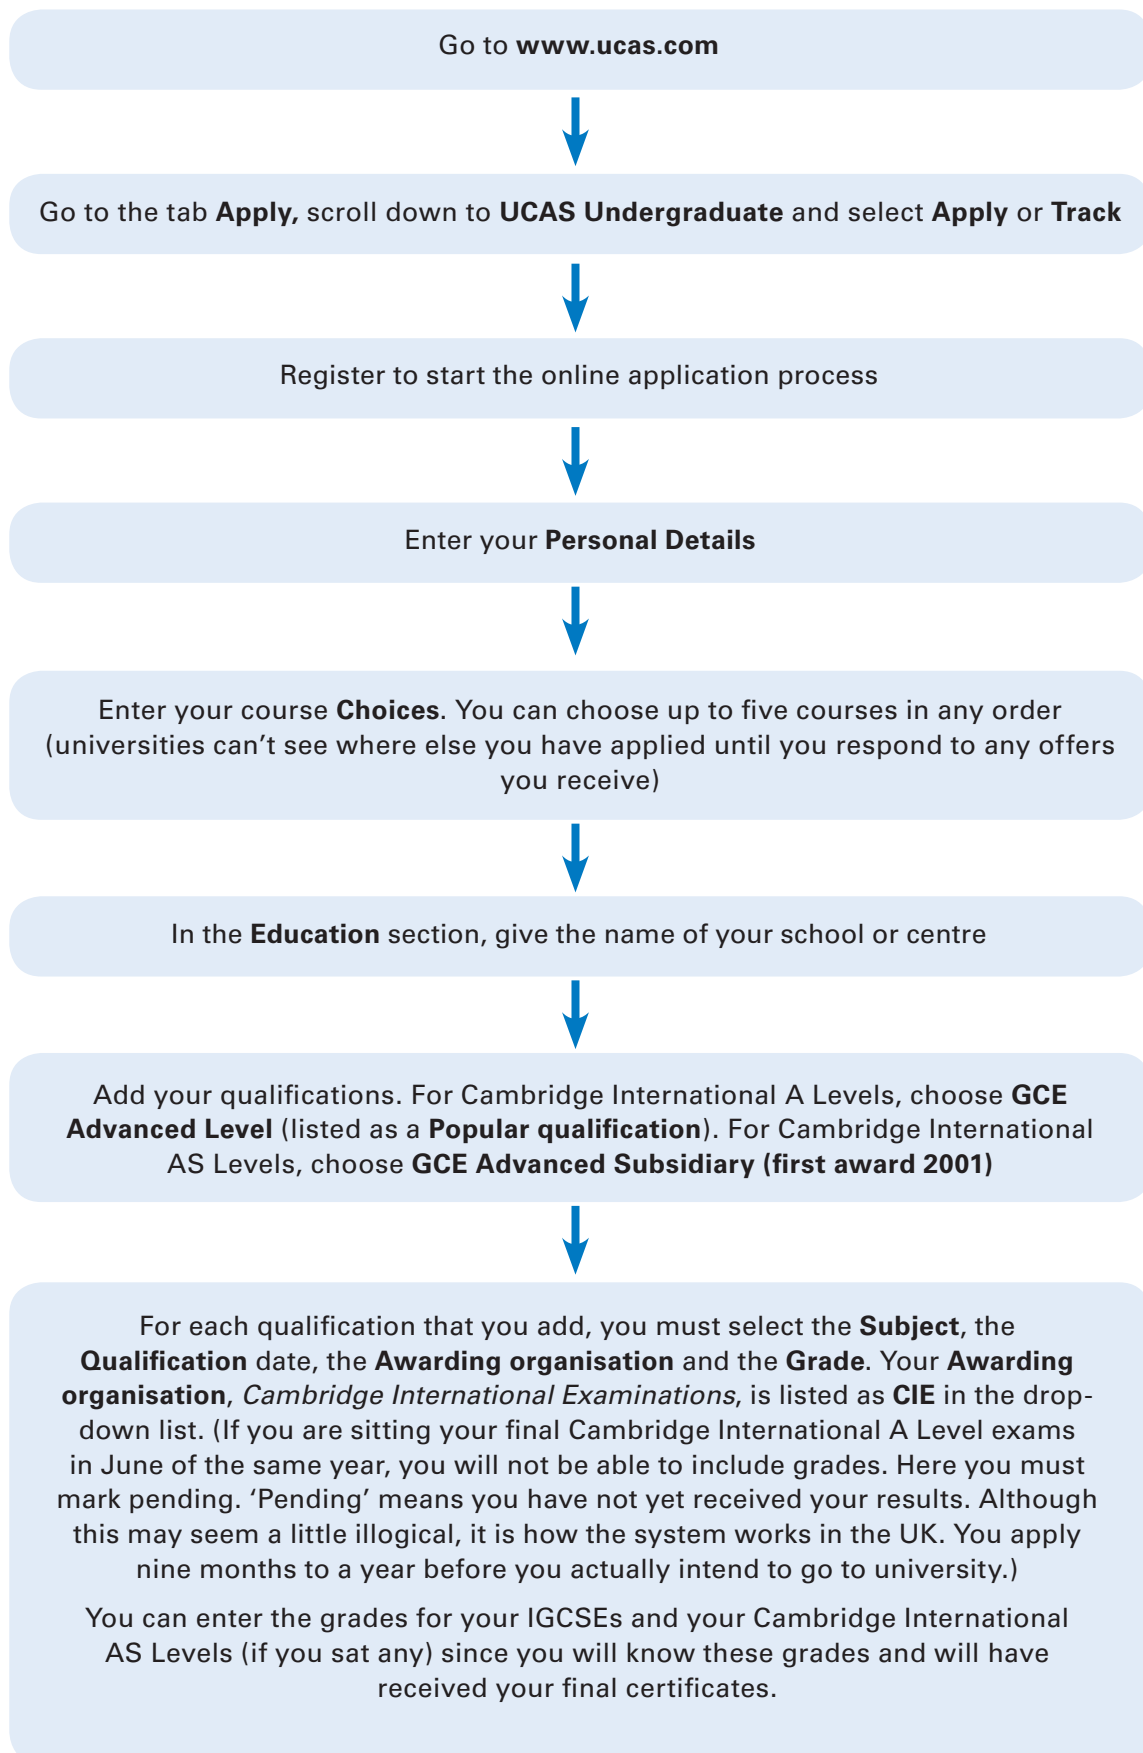 Go to www.ucas.com
Go to the tab Apply, scroll down to UCAS Undergraduate and select Apply or Track
Register to start the online application process
Enter your Personal Details
Enter your course Choices. You can choose up to five courses in any order
(universities can’t see where else you have applied until you respond to any offers
you receive)
In the Education section, give the name of your school or centre
Add your qualifications. For Cambridge International A Levels, choose GCE
Advanced Level (listed as a Popular qualification). For Cambridge International
AS Levels, choose GCE Advanced Subsidiary (first award 2001)
For each qualification that you add, you must select the Subject, the
Qualification date, the Awarding organisation and the Grade. Your Awarding
organisation, Cambridge International Examinations, is listed as CIE in the drop-
down list. (If you are sitting your final Cambridge International A Level exams
in June of the same year, you will not be able to include grades. Here you must
mark pending. ‘Pending’ means you have not yet received your results. Although
this may seem a little illogical, it is how the system works in the UK. You apply
nine months to a year before you actually intend to go to university.)
You can enter the grades for your IGCSEs and your Cambridge International
AS Levels (if you sat any) since you will know these grades and will have
received your final certificates.